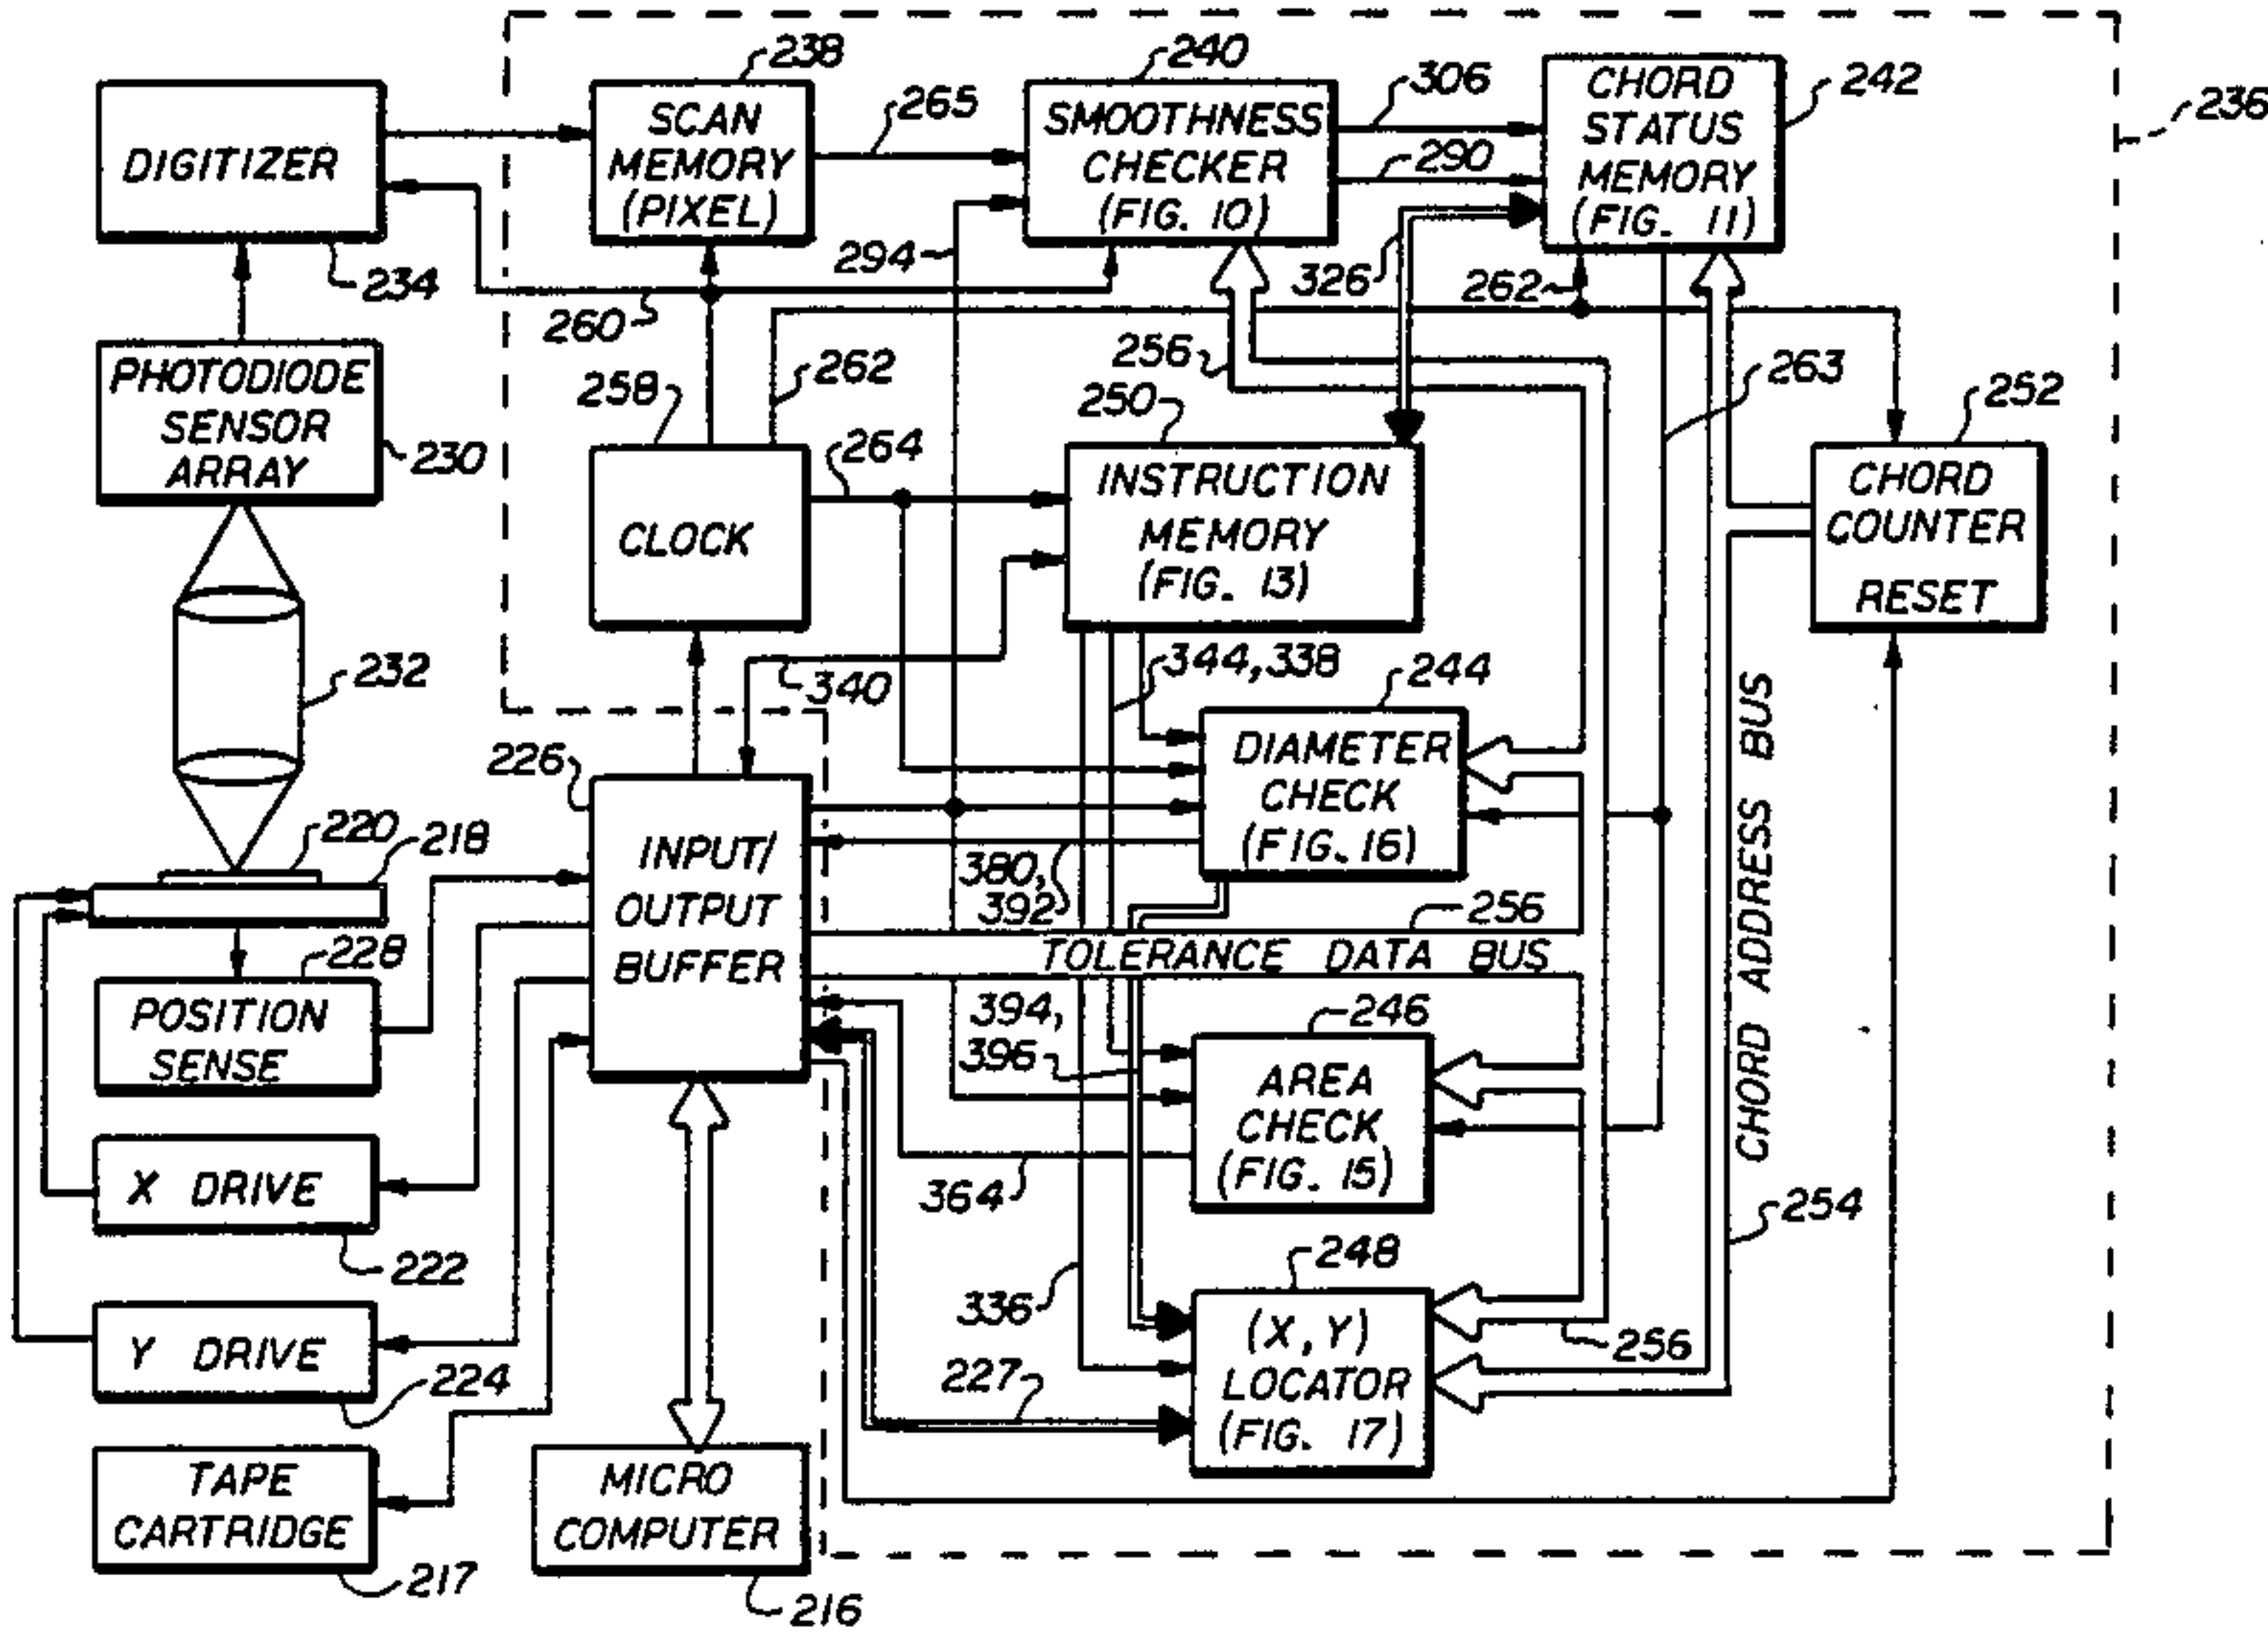 238
240
306
242
236
DIGITIZER
234
SCAN
MEMORY
(PIXEL)
265
SMOOTHNESS
CHECKER
(FIG. 10)
290
CHORD
STATUS
MEMORY
(FIG. 11)
294
326
262
260
PHOTODIODE
SENSOR
ARRAY
230
258
262
256
250
263
252
264
CLOCK
INSTRUCTION
MEMORY
(FIG. 13)
CHORD
COUNTER
RESET
232
340
344, 338
244
226
DIAMETER
CHECK
(FIG. 16)
220
218
INPUT/
OUTPUT
BUFFER
380,
392
256
TOLERANCE DATA BUS
CHORD ADDRESS BUS
228
POSITION
SENSE
394,
396
246
AREA
CHECK
(FIG. 15)
X DRIVE
222
364
254
248
Y DRIVE
224
336
(X, Y)
LOCATOR
(FIG. 17)
256
227
TAPE
CARTRIDGE
217
MICRO
COMPUTER
216